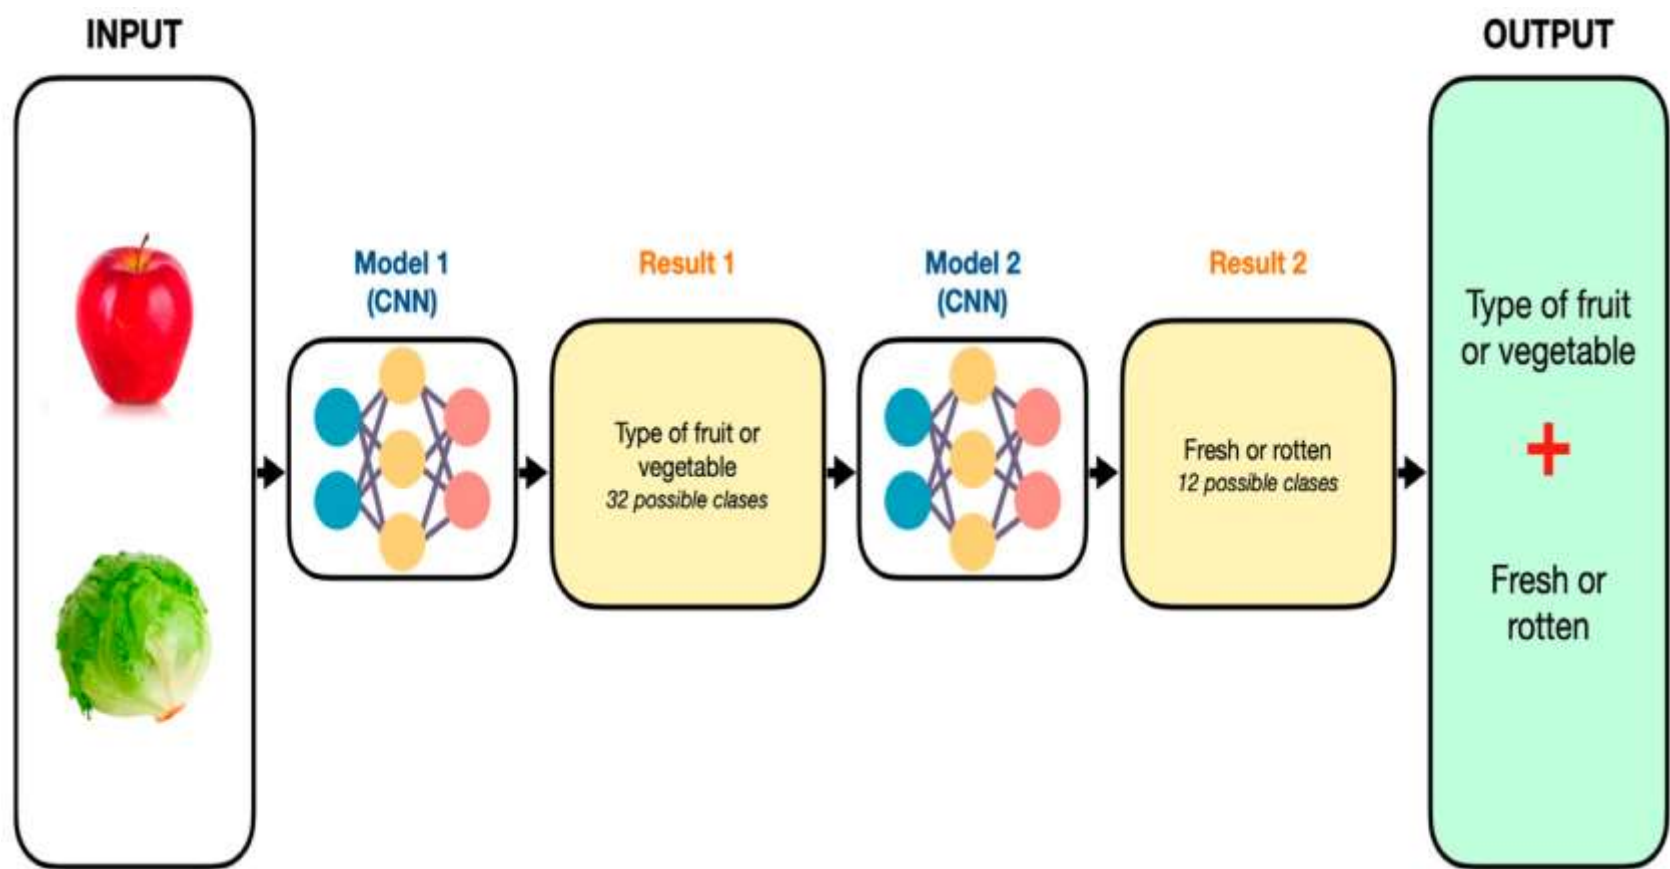 INPUT
OUTPUT
Model 1
(CNN)
Result 1
Model 2
(CNN)
Result 2
Type of fruit or
vegetable
32 possible clases
Fresh or rotten
12 possible clases
Type of fruit
or vegetable
+
Fresh or
rotten